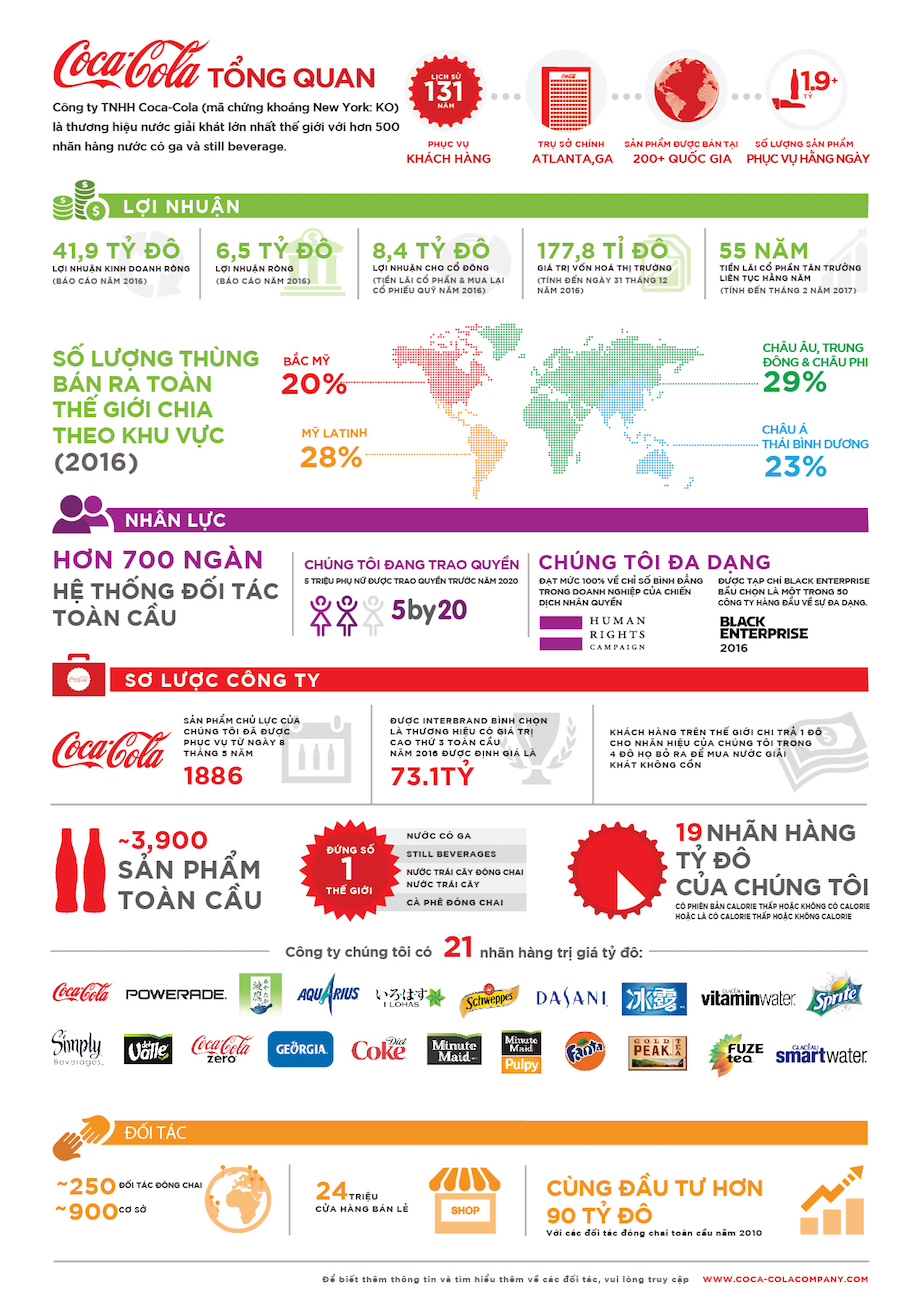 Coca-Cola TỔNG QUAN
Công ty TNHH Coca-Cola (mã chứng khoáng New York: KO)
là thương hiệu nước giải khát lớn nhất thế giới với hơn 500
nhãn hàng nước có ga và still beverage.
LỊCH SỬ
131
NĂM
PHỤC VỤ
KHÁCH HÀNG
Coca-Cola
TRỤ SỞ CHÍNH
ATLANTA,GA
SẢN PHẨM ĐƯỢC BÁN TẠI
200+ QUỐC GIA
1.9+
TỶ
SỐ LƯỢNG SẢN PHẨM
PHỤC VỤ HẰNG NGÀY
LỢI NHUẬN
41,9 TỶ ĐÔ
LỢI NHUẬN KINH DOANH RÒNG
(BÁO CÁO NĂM 2016)
6,5 TỶ ĐÔ
LỢI NHUẬN RÒNG
(BÁO CÁO NĂM 2016)
8,4 TỶ ĐÔ
LỢI NHUẬN CHO CỔ ĐÔNG
(TIỀN LÃI CỔ PHẦN & MUA LẠI
CỔ PHIẾU QUỸ NĂM 2016)
177,8 TỈ ĐÔ
GIÁ TRỊ VỐN HOÁ THỊ TRƯỜNG
(TÍNH ĐẾN NGÀY 31 THÁNG 12
NĂM 2016)
55 NĂM
TIỀN LÃI CỔ PHẦN TĂN TRƯỞNG
LIÊN TỤC HẰNG NĂM
(TÍNH ĐẾN THÁNG 2 NĂM 2017)
SỐ LƯỢNG THÙNG
BÁN RA TOÀN
THẾ GIỚI CHIA
THEO KHU VỰC
(2016)
BẮC MỸ
20%
MỸ LATINH
28%
CHÂU ÂU, TRUNG
ĐÔNG & CHÂU PHI
29%
CHÂU Á
THÁI BÌNH DƯƠNG
23%
NHÂN LỰC
HƠN 700 NGÀN
HỆ THỐNG ĐỐI TÁC
TOÀN CẦU
CHÚNG TÔI ĐANG TRAO QUYỀN
5 TRIỆU PHỤ NỮ ĐƯỢC TRAO QUYỀN TRƯỚC NĂM 2020
5by20
CHÚNG TÔI ĐA DẠNG
ĐẠT MỨC 100% VỀ CHỈ SỐ BÌNH ĐẲNG
TRONG DOANH NGHIỆP CỦA CHIẾN
DỊCH NHÂN QUYỀN
HUMAN
RIGHTS
CAMPAIGN
ĐƯỢC TẠP CHÍ BLACK ENTERPRISE
BẦU CHỌN LÀ MỘT TRONG 50
CÔNG TY HÀNG ĐẦU VỀ SỰ ĐA DẠNG.
BLACK
ENTERPRISE
2016
SƠ LƯỢC CÔNG TY
Coca-Cola
SẢN PHẨM CHỦ LỰC CỦA
CHÚNG TÔI ĐÃ ĐƯỢC
PHỤC VỤ TỪ NGÀY 8
THÁNG 5 NĂM
1886
ĐƯỢC INTERBRAND BÌNH CHỌN
LÀ THƯƠNG HIỆU CÓ GIÁ TRỊ
CAO THỨ 3 TOÀN CẦU
NĂM 2016 ĐƯỢC ĐỊNH GIÁ LÀ
73.1TỶ
KHÁCH HÀNG TRÊN THẾ GIỚI CHI TRẢ 1 ĐÔ
CHO NHÃN HIỆU CỦA CHÚNG TÔI TRONG
4 ĐÔ HỌ BỎ RA ĐỂ MUA NƯỚC GIẢI
KHÁT KHÔNG CỒN
~3,900
SẢN PHẨM
TOÀN CẦU
ĐỨNG SỐ
1
THẾ GIỚI
NƯỚC CÓ GA
STILL BEVERAGES
NƯỚC TRÁI CÂY ĐÓNG CHAI
NƯỚC TRÁI CÂY
CÀ PHÊ ĐÓNG CHAI
19 NHÃN HÀNG
TỶ ĐÔ
CỦA CHÚNG TÔI
CÓ PHIÊN BẢN CALORIE THẤP HOẶC KHÔNG CÓ CALORIE
HOẶC LÀ CÓ CALORIE THẤP HOẶC KHÔNG CALORIE
Công ty chúng tôi có 21 nhãn hàng trị giá tỷ đô:
Coca-Cola POWERADE AQUARIUS いろはす I LOHAS Schweppes DASANI 冰露 GLACÉAU vitaminwater Sprite
Simply Beverages del Valle Coca-Cola zero GEORGIA Diet Coke Minute Maid Minute Maid Pulpy Fanta GOLD PEAK TEA FUZE tea GLACÉAU smartwater
ĐỐI TÁC
~250 ĐỐI TÁC ĐÓNG CHAI
~900 CƠ SỞ
24 TRIỆU
CỬA HÀNG BÁN LẺ
SHOP
CÙNG ĐẦU TƯ HƠN
90 TỶ ĐÔ
Với các đối tác đóng chai toàn cầu năm 2010
Để biết thêm thông tin và tìm hiểu thêm về các đối tác, vui lòng truy cập WWW.COCA-COLACOMPANY.COM